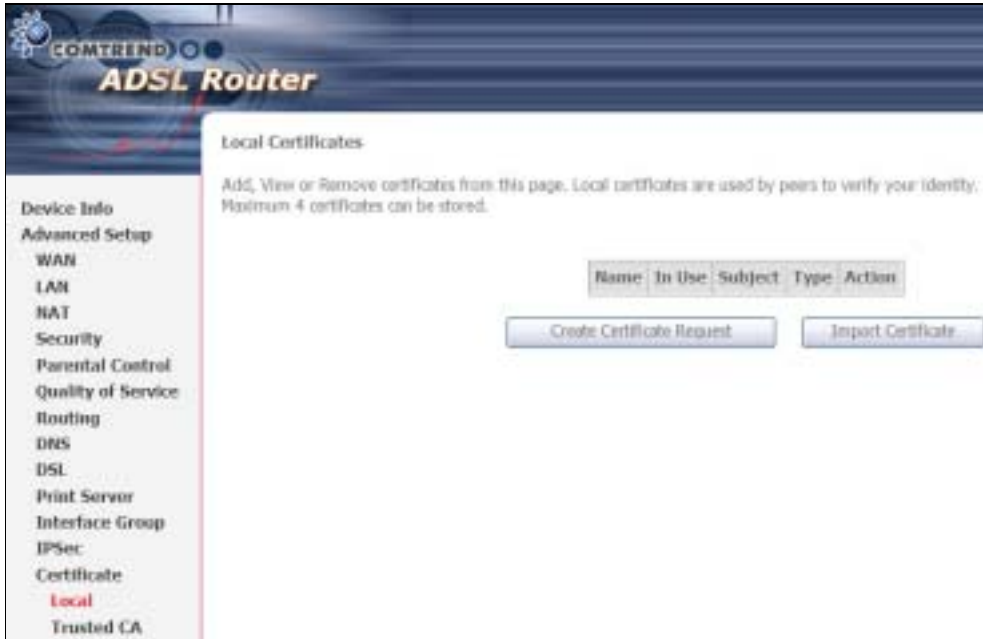 COMTREND
ADSL Router
Local Certificates
Add, View or Remove certificates from this page. Local certificates are used by peers to verify your identity.
Maximum 4 certificates can be stored.
Name In Use Subject Type Action
Create Certificate Request Import Certificate
Device Info
Advanced Setup
WAN
LAN
NAT
Security
Parental Control
Quality of Service
Routing
DNS
DSL
Print Server
Interface Group
IPSec
Certificate
Local
Trusted CA